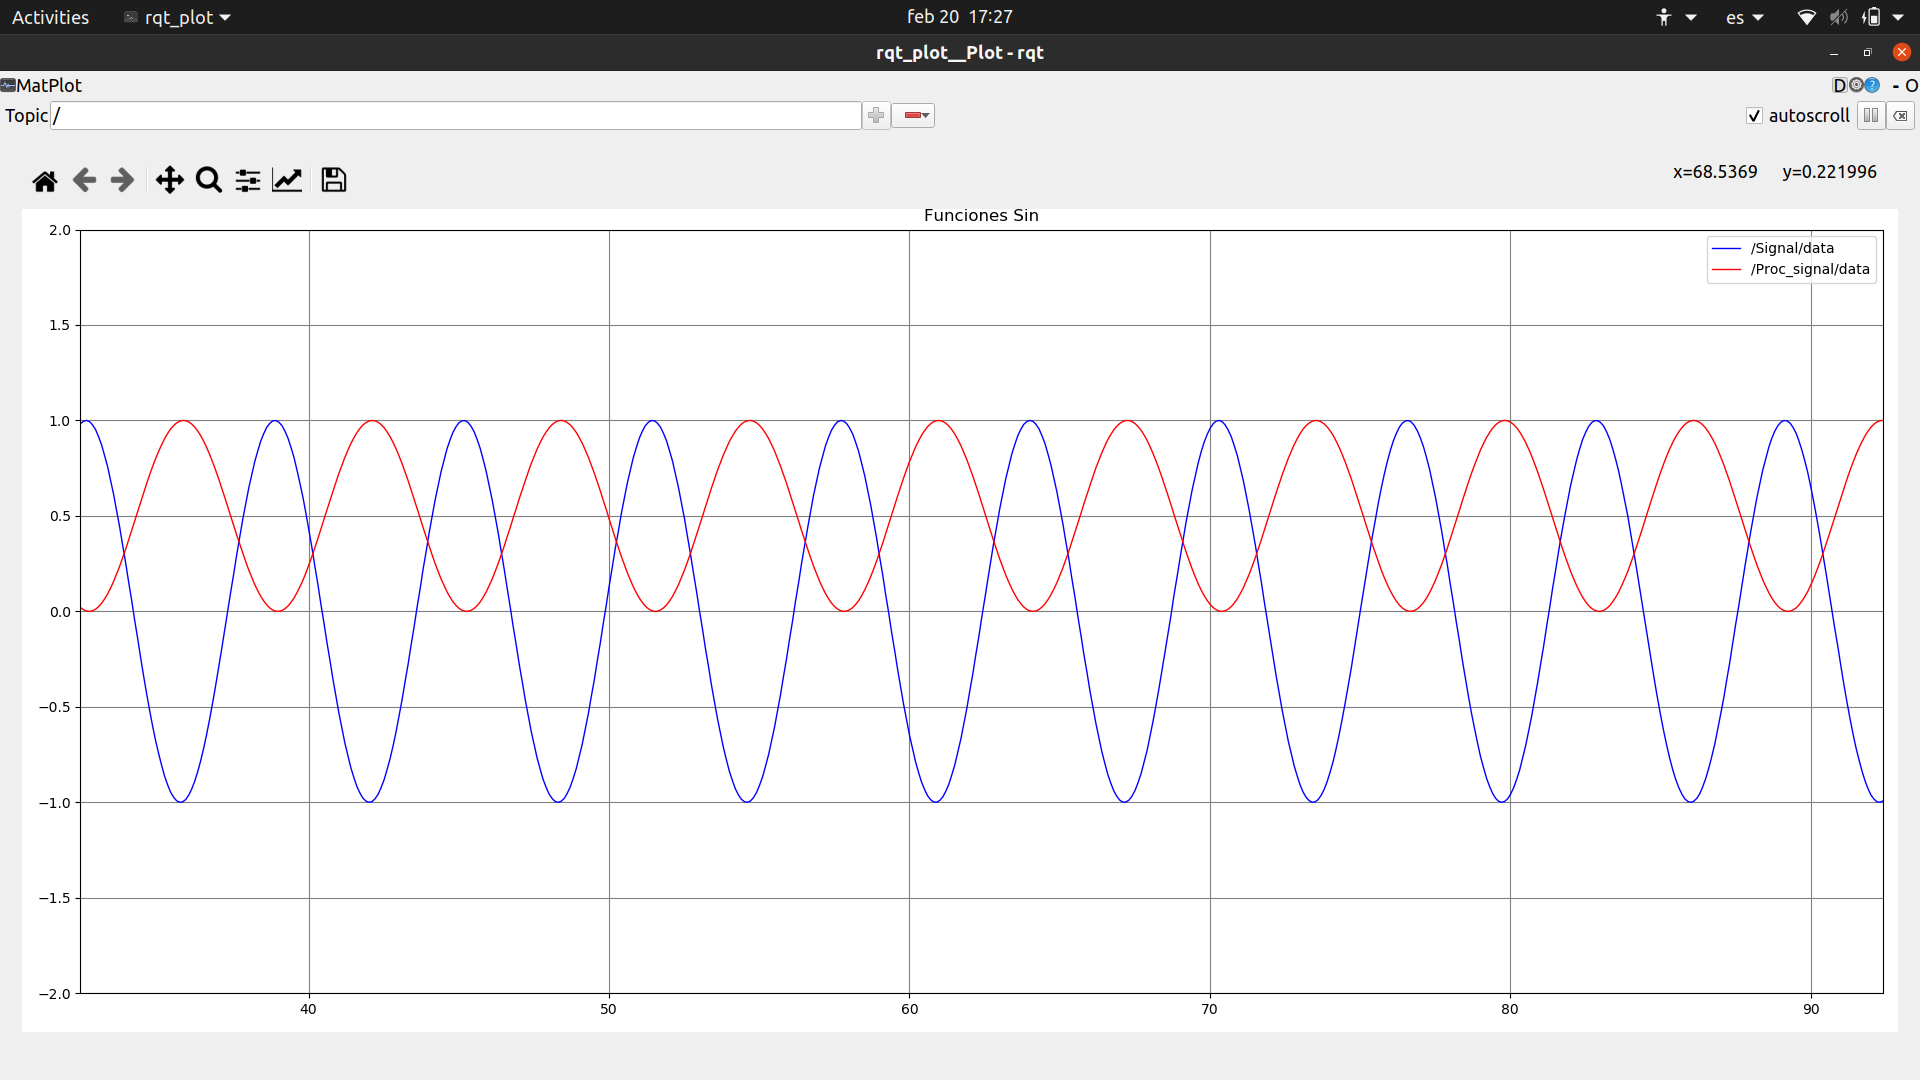 Activities rqt_plot feb 20 17:27 es
rqt_plot__Plot - rqt
MatPlot D - O
Topic / autoscroll
x=68.5369 y=0.221996
Funciones Sin
/Signal/data
/Proc_signal/data
2.0
1.5
1.0
0.5
0.0
−0.5
−1.0
−1.5
−2.0
40 50 60 70 80 90